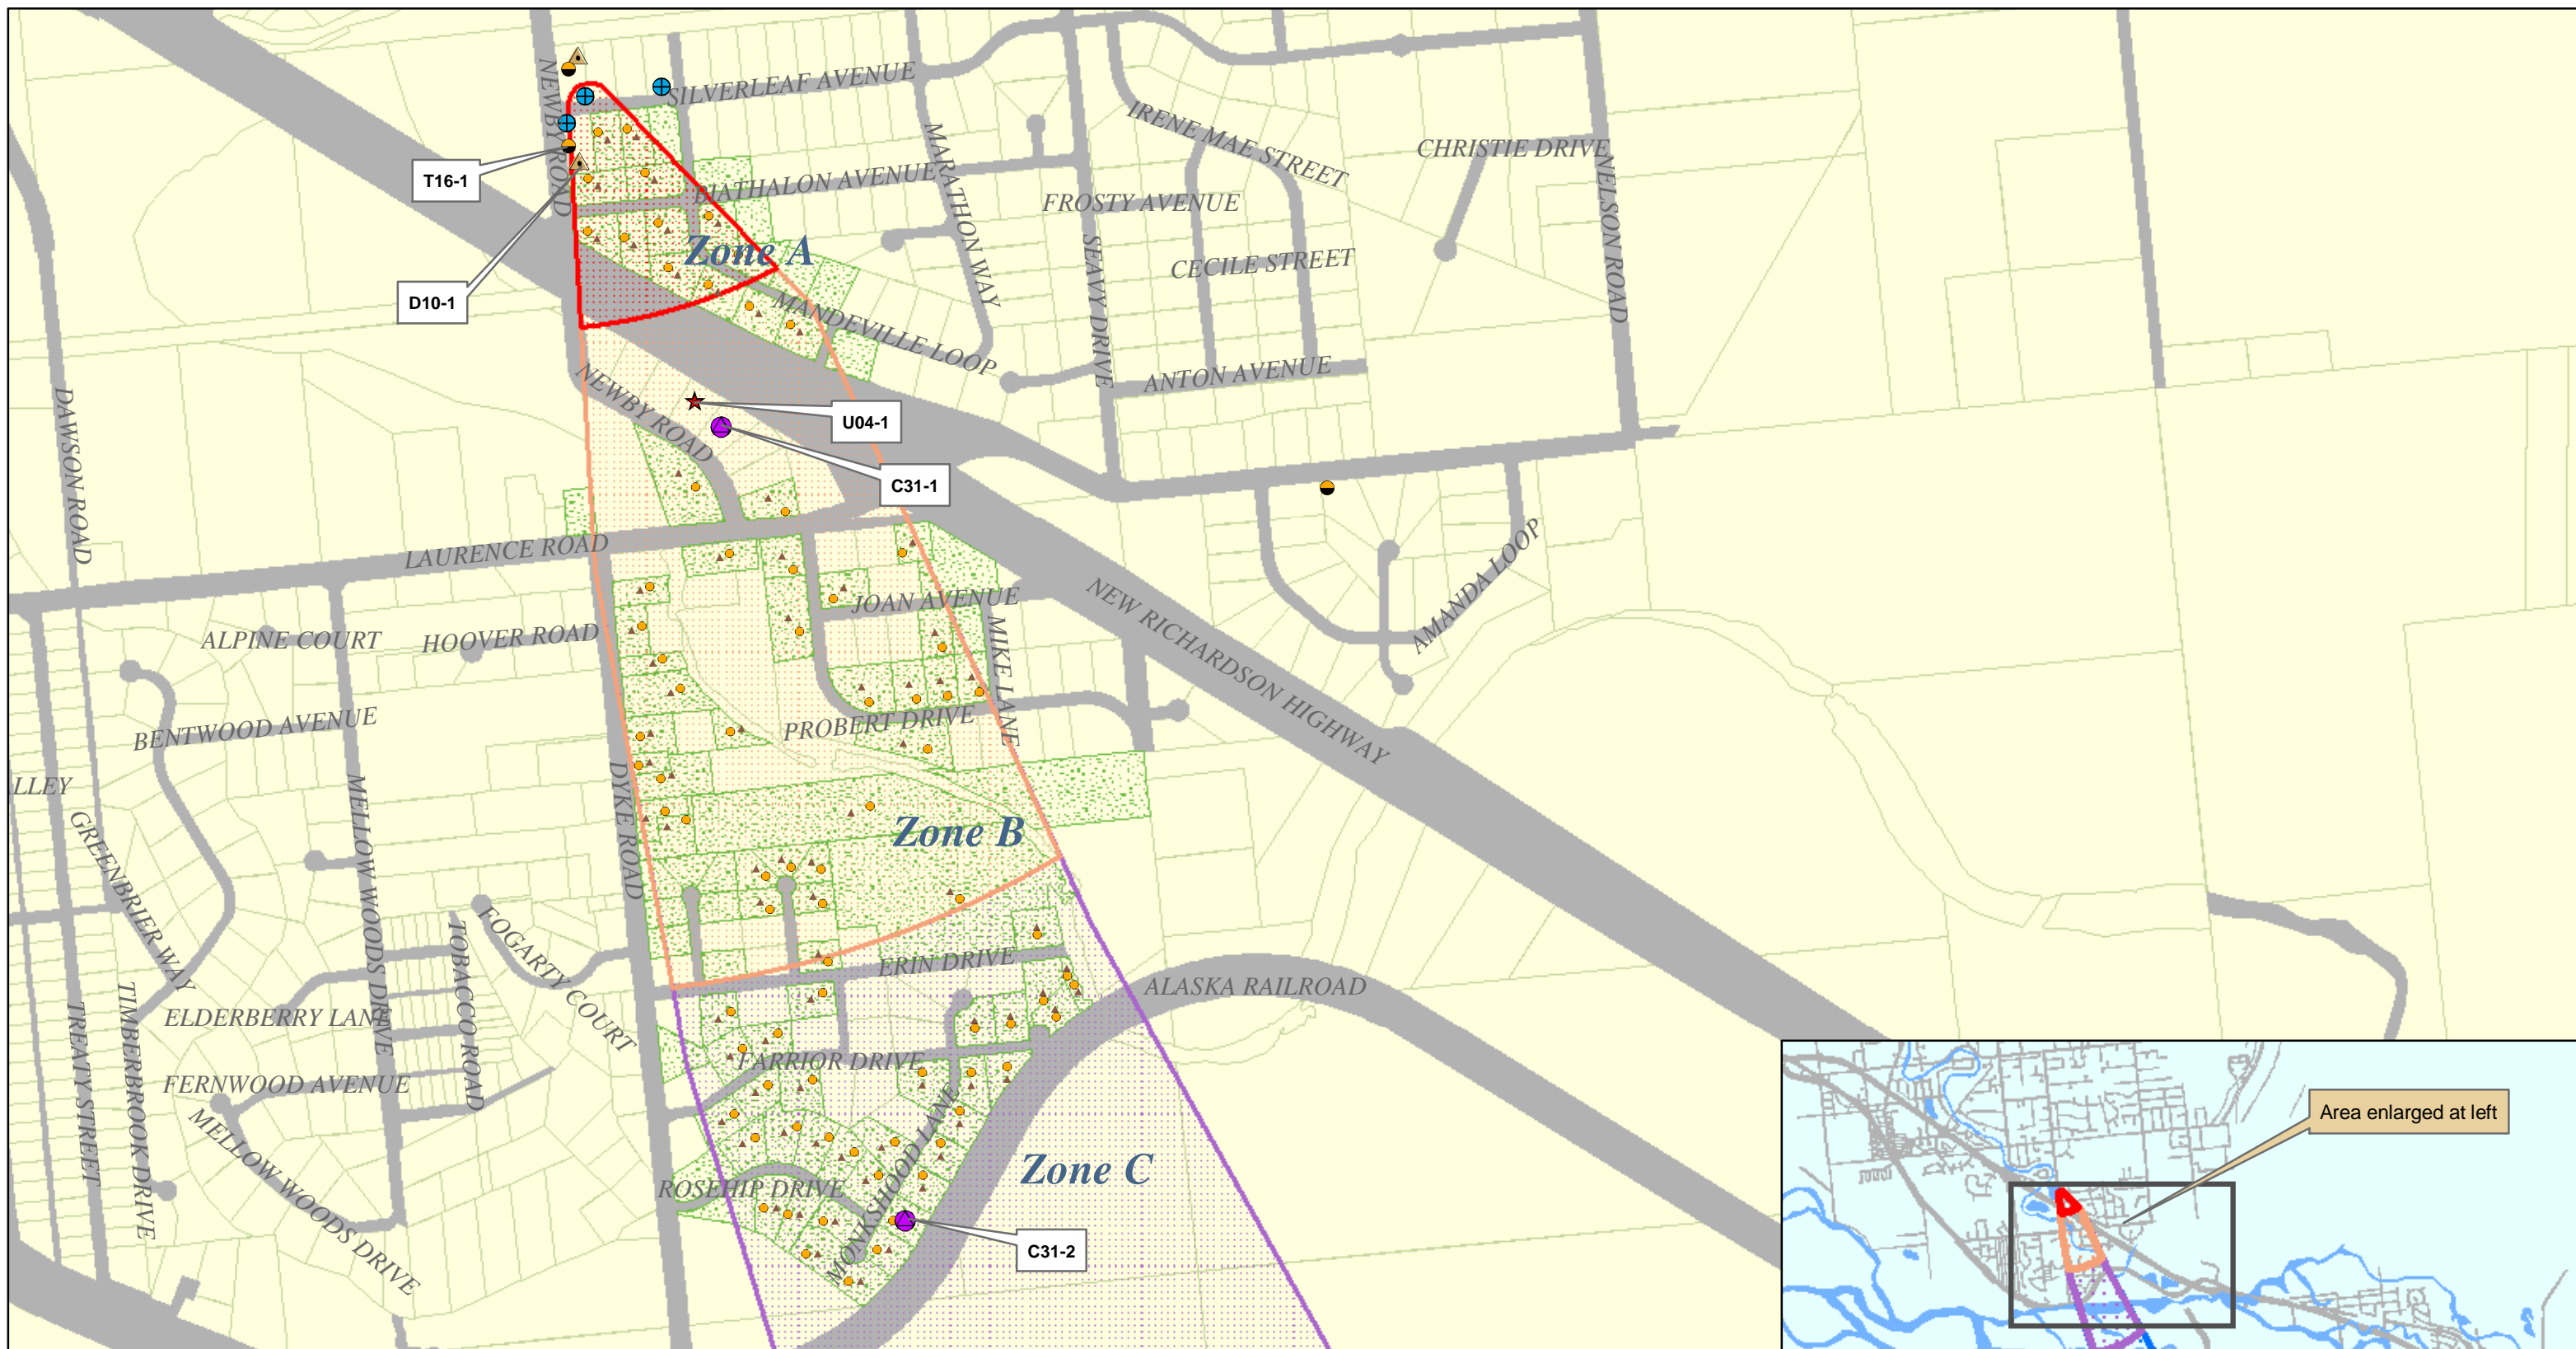 NEWBY ROAD
SILVERLEAF AVENUE
IRENE MAE STREET
CHRISTIE DRIVE
T16-1
BIATHALON AVENUE
MARATHON WAY
FROSTY AVENUE
NELSON ROAD
Zone A
CECILE STREET
SEAVY DRIVE
D10-1
MANDEVILLE LOOP
ANTON AVENUE
NEWBY ROAD
U04-1
DAWSON ROAD
C31-1
LAURENCE ROAD
AMANDA LOOP
JOAN AVENUE
NEW RICHARDSON HIGHWAY
ALPINE COURT
HOOVER ROAD
MIKE LANE
BENTWOOD AVENUE
PROBERT DRIVE
LLEY
DYKE ROAD
MELLOW WOODS DRIVE
GREENBRIER WAY
Zone B
TOBACCO ROAD
FOGARTY COURT
ERIN DRIVE
ALASKA RAILROAD
ELDERBERRY LANE
TREATY STREET
TIMBERBROOK DRIVE
FARRIOR DRIVE
FERNWOOD AVENUE
MELLOW WOODS DRIVE
Area enlarged at left
MONKSHOOD LANE
Zone C
ROSEHIP DRIVE
C31-2